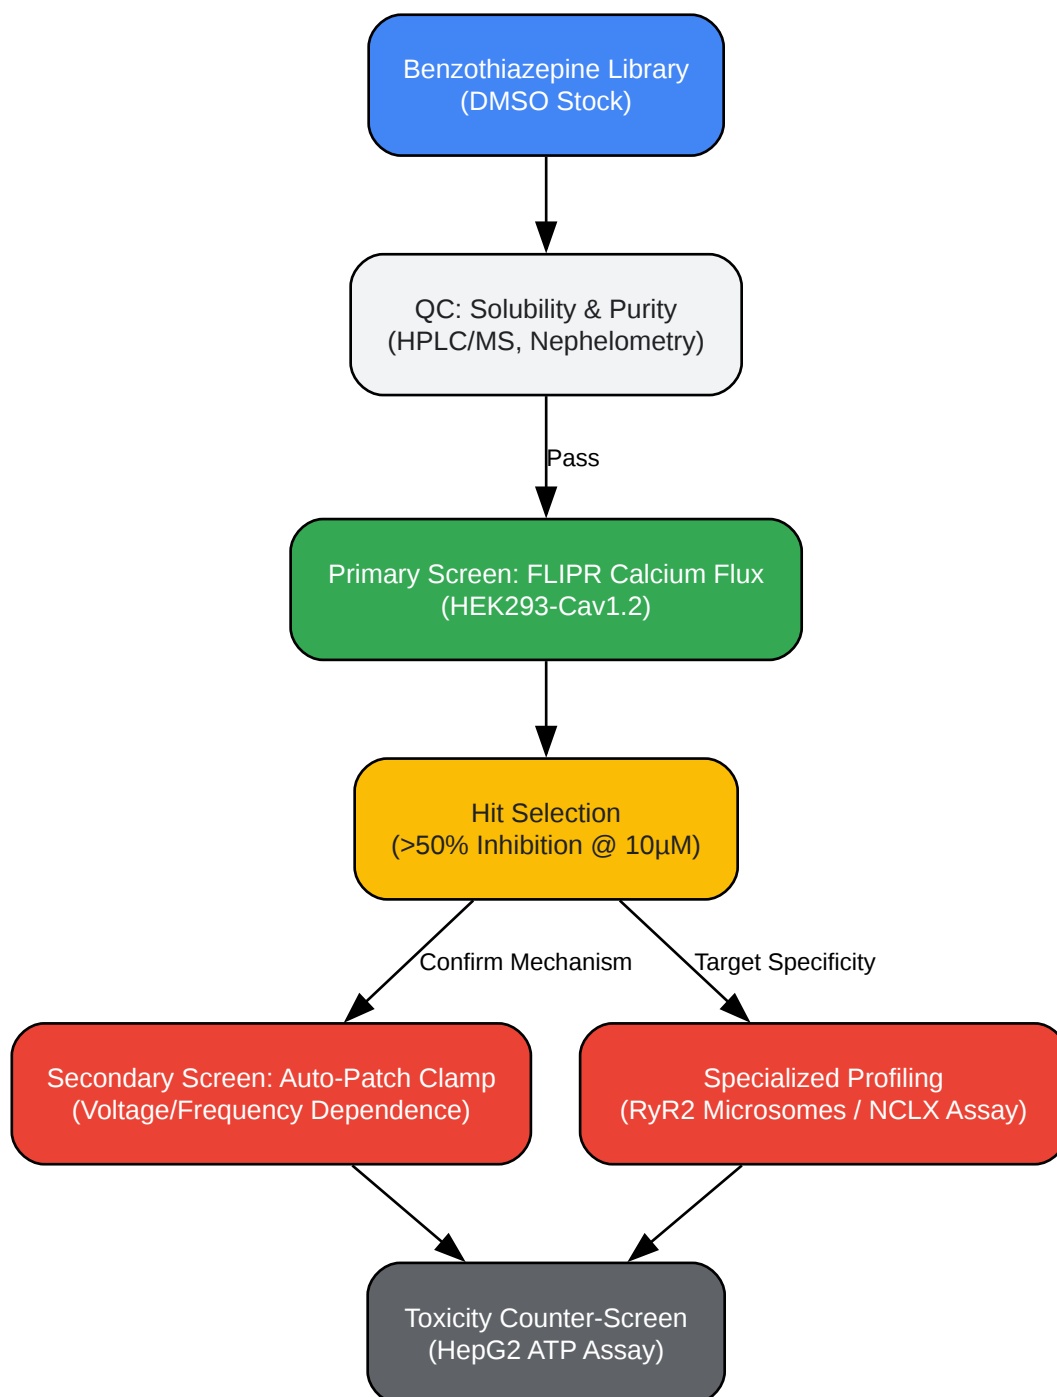 Benzothiazepine Library
(DMSO Stock)
QC: Solubility & Purity
(HPLC/MS, Nephelometry)
Pass
Primary Screen: FLIPR Calcium Flux
(HEK293-Cav1.2)
Hit Selection
(>50% Inhibition @ 10µM)
Confirm Mechanism
Target Specificity
Secondary Screen: Auto-Patch Clamp
(Voltage/Frequency Dependence)
Specialized Profiling
(RyR2 Microsomes / NCLX Assay)
Toxicity Counter-Screen
(HepG2 ATP Assay)